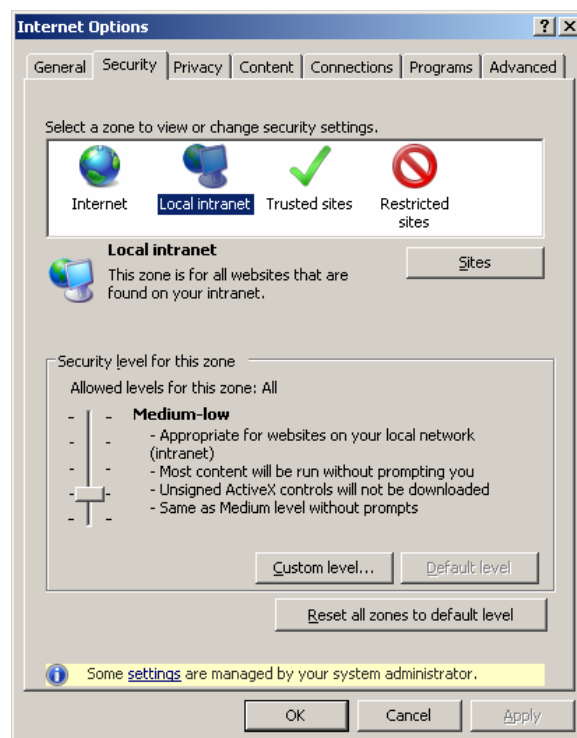 Internet Options
General Security Privacy Content Connections Programs Advanced
Select a zone to view or change security settings.
Internet Local intranet Trusted sites Restricted
sites
Local intranet
This zone is for all websites that are
found on your intranet.
Sites
Security level for this zone
Allowed levels for this zone: All
Medium-low
- Appropriate for websites on your local network
(intranet)
- Most content will be run without prompting you
- Unsigned ActiveX controls will not be downloaded
- Same as Medium level without prompts
Custom level... Default level
Reset all zones to default level
Some settings are managed by your system administrator.
OK Cancel Apply